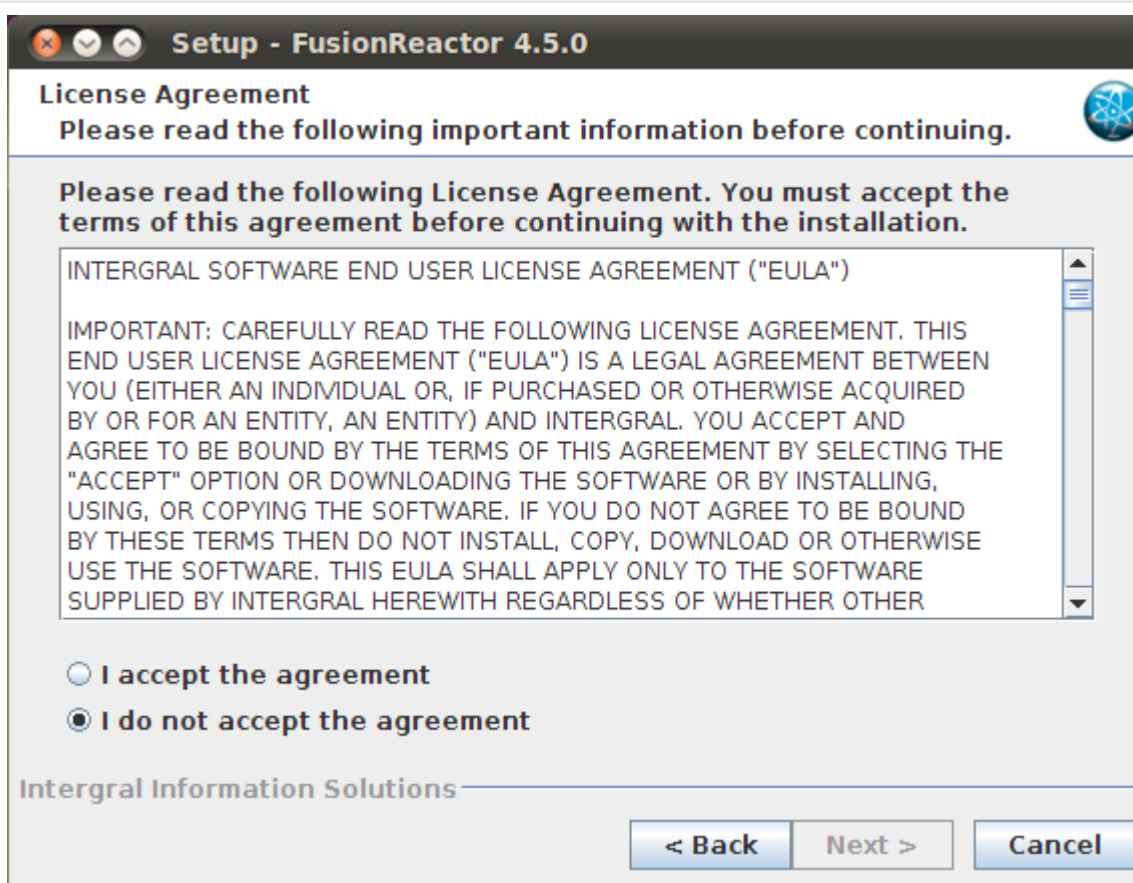 Setup - FusionReactor 4.5.0
License Agreement
Please read the following important information before continuing.
Please read the following License Agreement. You must accept the
terms of this agreement before continuing with the installation.
INTERGRAL SOFTWARE END USER LICENSE AGREEMENT ("EULA")
IMPORTANT: CAREFULLY READ THE FOLLOWING LICENSE AGREEMENT. THIS
END USER LICENSE AGREEMENT ("EULA") IS A LEGAL AGREEMENT BETWEEN
YOU (EITHER AN INDIVIDUAL OR, IF PURCHASED OR OTHERWISE ACQUIRED
BY OR FOR AN ENTITY, AN ENTITY) AND INTERGRAL. YOU ACCEPT AND
AGREE TO BE BOUND BY THE TERMS OF THIS AGREEMENT BY SELECTING THE
"ACCEPT" OPTION OR DOWNLOADING THE SOFTWARE OR BY INSTALLING,
USING, OR COPYING THE SOFTWARE. IF YOU DO NOT AGREE TO BE BOUND
BY THESE TERMS THEN DO NOT INSTALL, COPY, DOWNLOAD OR OTHERWISE
USE THE SOFTWARE. THIS EULA SHALL APPLY ONLY TO THE SOFTWARE
SUPPLIED BY INTERGRAL HEREWITH REGARDLESS OF WHETHER OTHER
I accept the agreement
I do not accept the agreement
Intergral Information Solutions
< Back Next > Cancel